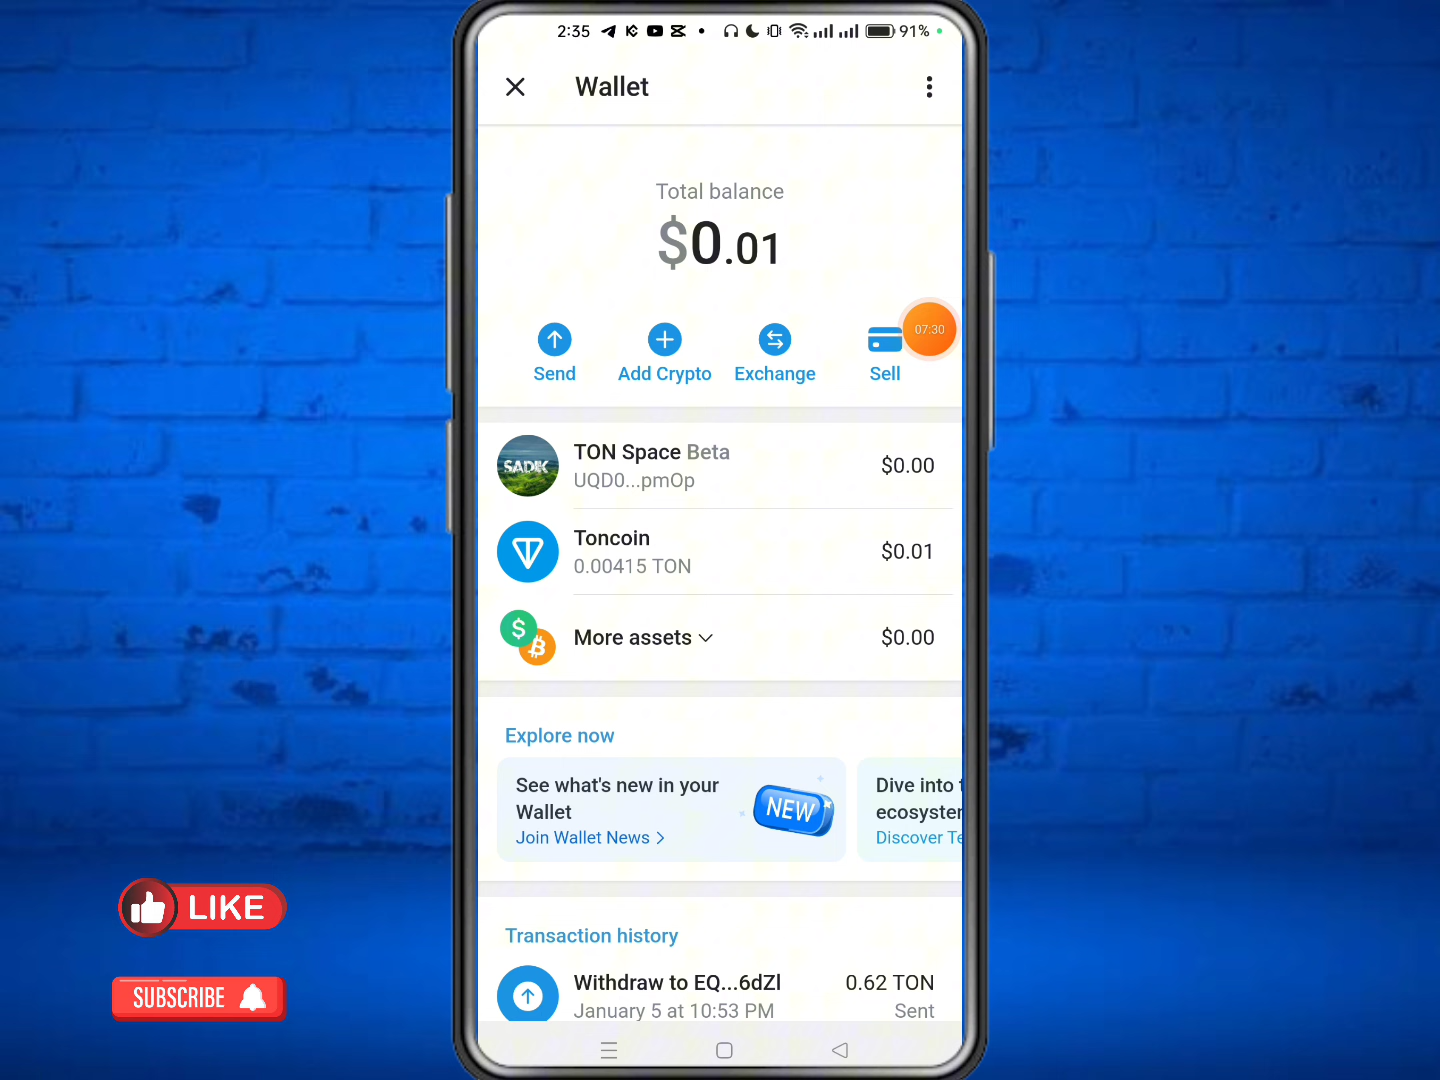 2:35
91%
Wallet
Total balance
$0.01
Send
Add Crypto
Exchange
Sell
07:30
SADIK
TON Space Beta
$0.00
UQD0...pmOp
Toncoin
$0.01
0.00415 TON
$
₿
More assets
$0.00
Explore now
See what's new in your
Wallet
Join Wallet News >
NEW
Dive into
ecosyster
Discover Te
Transaction history
Withdraw to EQ...6dZl
0.62 TON
January 5 at 10:53 PM
Sent
LIKE
SUBSCRIBE